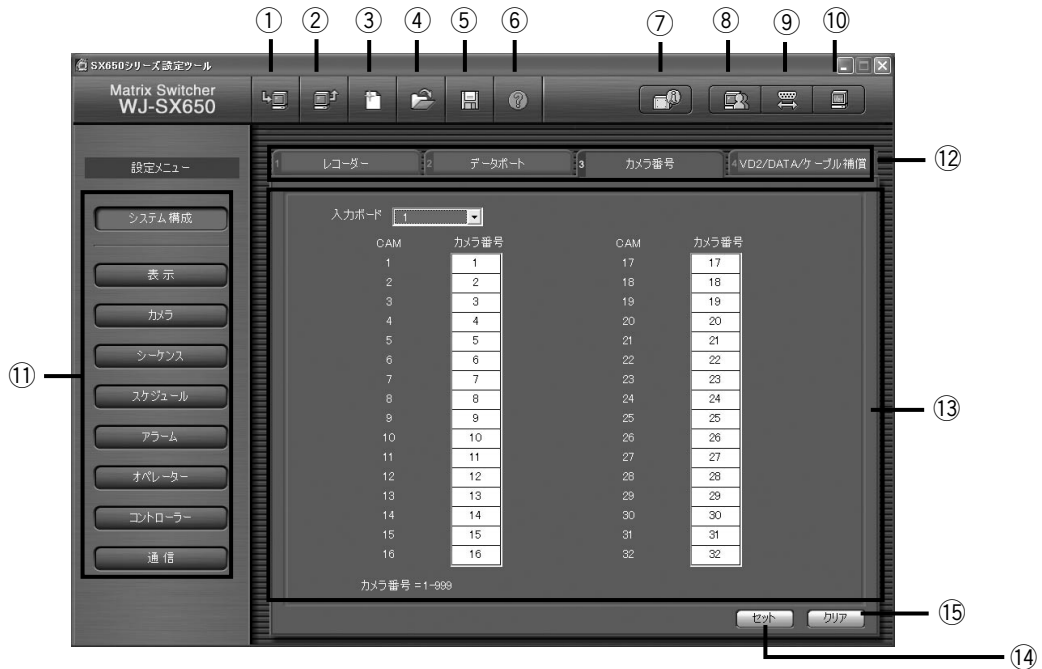 ① ② ③ ④ ⑤ ⑥ ⑦ ⑧ ⑨ ⑩
SX650シリーズ設定ツール
Matrix Switcher
WJ-SX650
設定メニュー
システム構成
表示
カメラ
シーケンス
スケジュール
アラーム
オペレーター
コントローラー
通信
⑪
1 レコーダー 2 データポート 3 カメラ番号 4 VD2/DATA/ケーブル補償
⑫
入力ボード 1
CAM カメラ番号 CAM カメラ番号
1 1 17 17
2 2 18 18
3 3 19 19
4 4 20 20
5 5 21 21
6 6 22 22
7 7 23 23
8 8 24 24
9 9 25 25
10 10 26 26
11 11 27 27
12 12 28 28
13 13 29 29
14 14 30 30
15 15 31 31
16 16 32 32
⑬
カメラ番号 =1-999
セット クリア
⑮
⑭